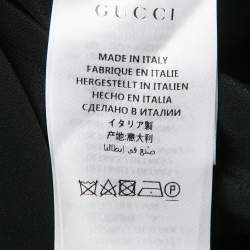 GUCCI
MADE IN ITALY
FABRIQUE EN ITALIE
HERGESTELLT IN ITALIEN
HECHO EN ITALIA
СДЕЛАНО В ИТАЛИИ
イタリア製
产地:意大利
صنع في إيطاليا
P